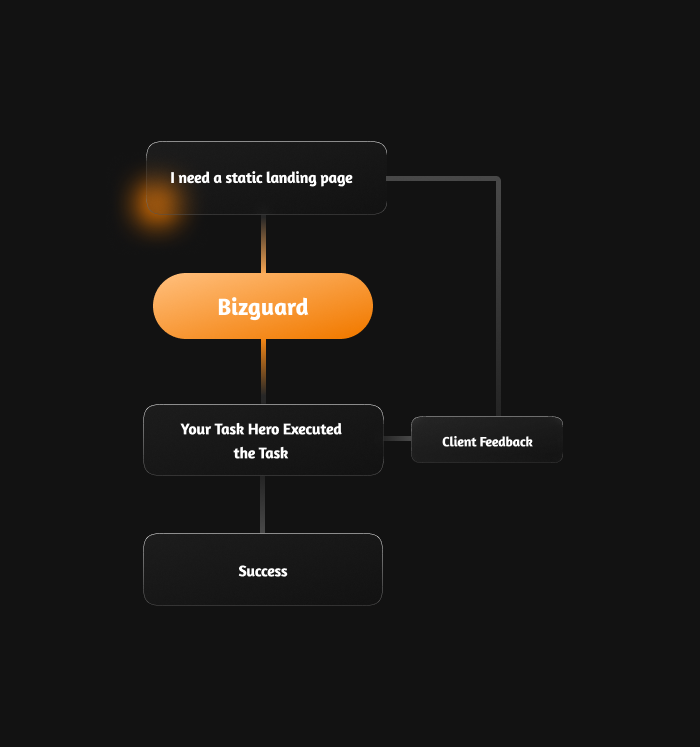 I need a static landing page
Bizguard
Your Task Hero Executed
the Task
Client Feedback
Success